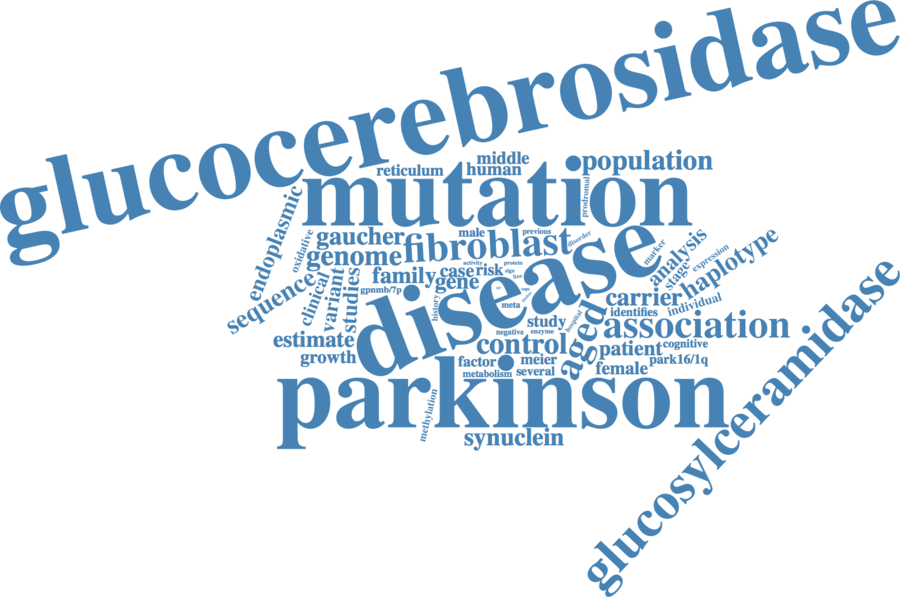 glucocerebrosidase
middle
population
reticulum
human
mutation
prodromal
endoplasmic
oxidative
gaucher
male
previous
disorder
fibroblast
genome
marker
analysis
haplotype
expression
stage
sequence
clinical
variant
studies
family
case
risk
activity
protein
gene
gpnmb/7p
history
meta
disease
carrier
individual
identifies
hospital
aged
study
association
negative
enzyme
estimate
control
patient
cognitive
growth
factor
meier
park16/1q
metabolism
several
female
parkinson
methylation
synuclein
glucosylceramidase